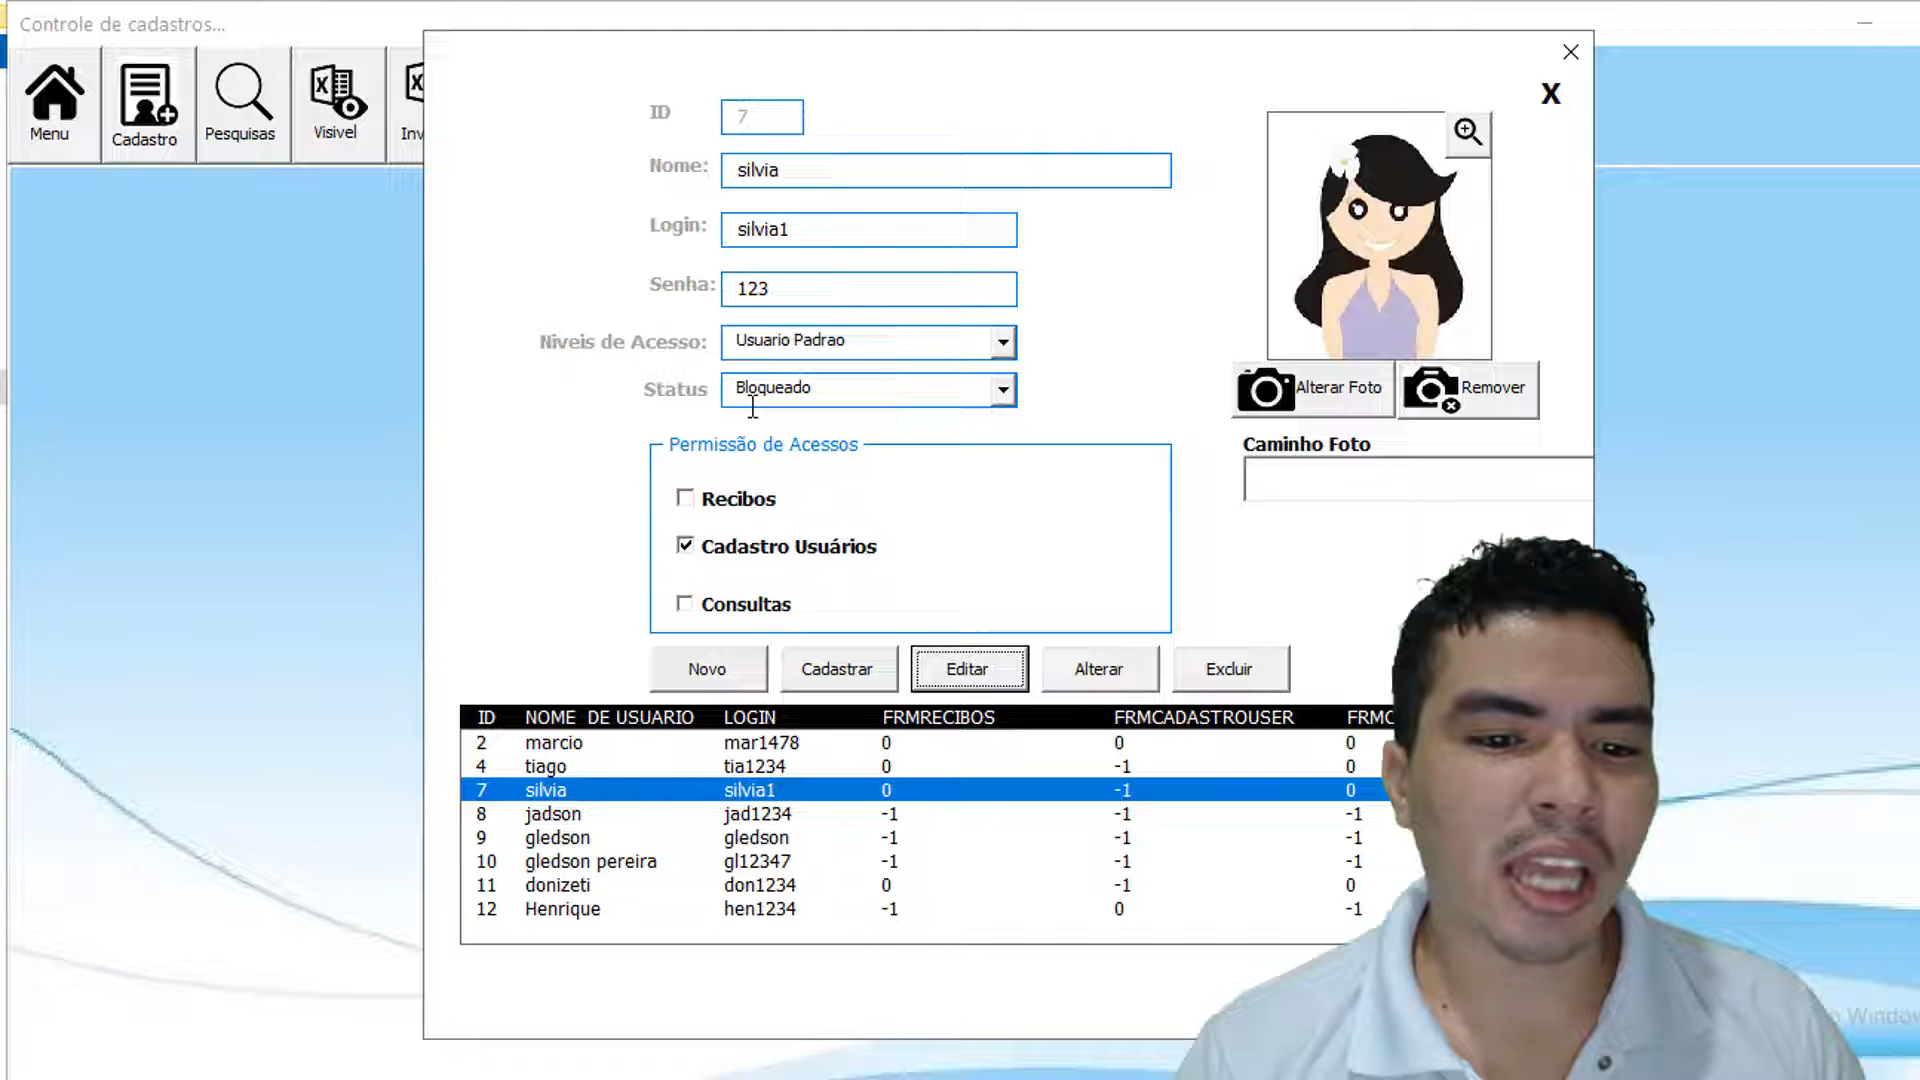 Controle de cadastros...
Menu
Cadastro
Pesquisas
Visivel
Inv
X
ID 7
Nome: silvia
Login: silvia1
Senha: 123
Niveis de Acesso: Usuario Padrao
Status Bloqueado
Alterar Foto
Remover
Caminho Foto
Permissão de Acessos
Recibos
Cadastro Usuários
Consultas
Novo Cadastrar Editar Alterar Excluir
ID NOME DE USUARIO LOGIN FRMRECIBOS FRMCADASTROUSER FRMC
2 marcio mar1478 0 0 0
4 tiago tia1234 0 -1 0
7 silvia silvia1 0 -1 0
8 jadson jad1234 -1 -1 -1
9 gledson gledson -1 -1 -1
10 gledson pereira gl12347 -1 -1 -1
11 donizeti don1234 0 -1 0
12 Henrique hen1234 -1 0 -1